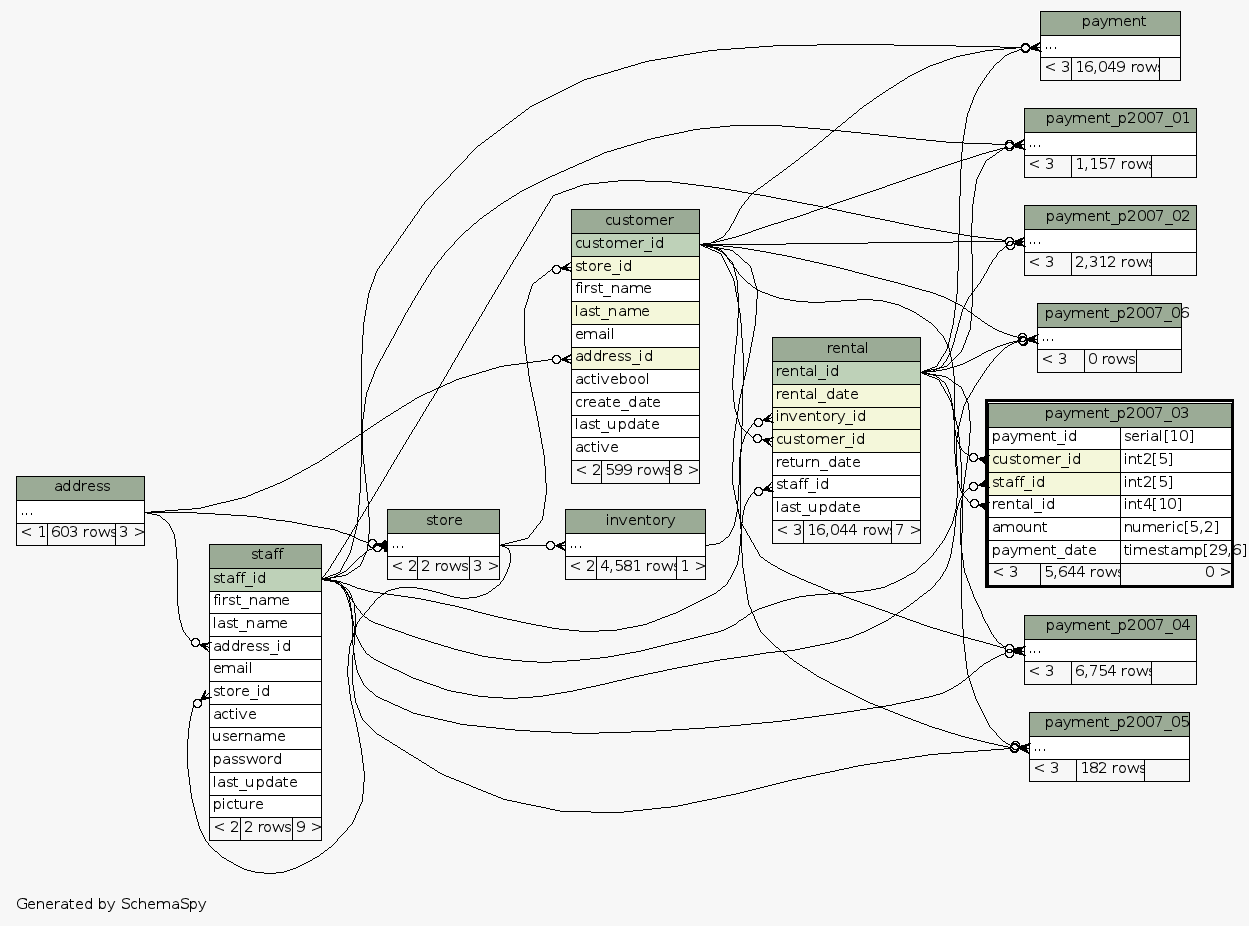 payment
...
< 3 16,049 rows
payment_p2007_01
...
< 3 1,157 rows
payment_p2007_02
...
< 3 2,312 rows
customer
customer_id
store_id
first_name
last_name
email
address_id
activebool
create_date
last_update
active
< 2 599 rows 8 >
payment_p2007_06
...
< 3 0 rows
rental
rental_id
rental_date
inventory_id
customer_id
return_date
staff_id
last_update
< 3 16,044 rows 7 >
payment_p2007_03
payment_id serial[10]
customer_id int2[5]
staff_id int2[5]
rental_id int4[10]
amount numeric[5,2]
payment_date timestamp[29,6]
< 3 5,644 rows 0 >
address
...
< 1 603 rows 3 >
store
...
< 2 2 rows 3 >
inventory
...
< 2 4,581 rows 1 >
staff
staff_id
first_name
last_name
address_id
email
store_id
active
username
password
last_update
picture
< 2 2 rows 9 >
payment_p2007_04
...
< 3 6,754 rows
payment_p2007_05
...
< 3 182 rows
Generated by SchemaSpy